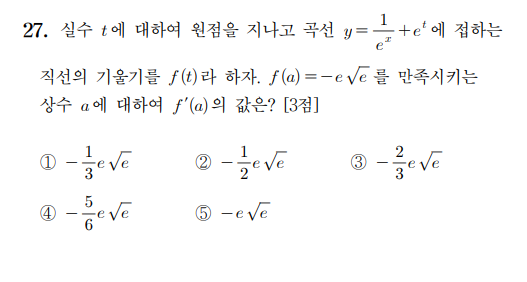 27. 실수 t에 대하여 원점을 지나고 곡선 y=\frac{1}{e^x}+e^t에 접하는
직선의 기울기를 f(t)라 하자. f(a)=-e\sqrt{e}를 만족시키는
상수 a에 대하여 f'(a)의 값은? [3점]
① -\frac{1}{3}e\sqrt{e} ② -\frac{1}{2}e\sqrt{e} ③ -\frac{2}{3}e\sqrt{e}
④ -\frac{5}{6}e\sqrt{e} ⑤ -e\sqrt{e}